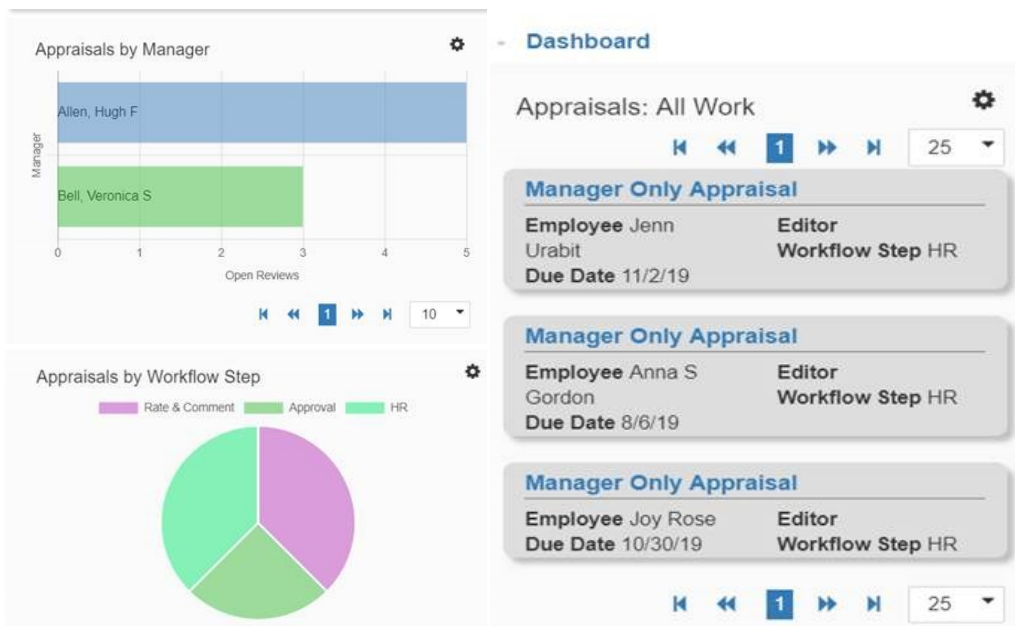 Appraisals by Manager
Manager
Allen, Hugh F
Bell, Veronica S
0 1 2 3 4 5
Open Reviews
1 10
Appraisals by Workflow Step
Rate & Comment Approval HR
- Dashboard
Appraisals: All Work
1 25
Manager Only Appraisal
Employee Jenn Editor
Urabit Workflow Step HR
Due Date 11/2/19
Manager Only Appraisal
Employee Anna S Editor
Gordon Workflow Step HR
Due Date 8/6/19
Manager Only Appraisal
Employee Joy Rose Editor
Due Date 10/30/19 Workflow Step HR
1 25